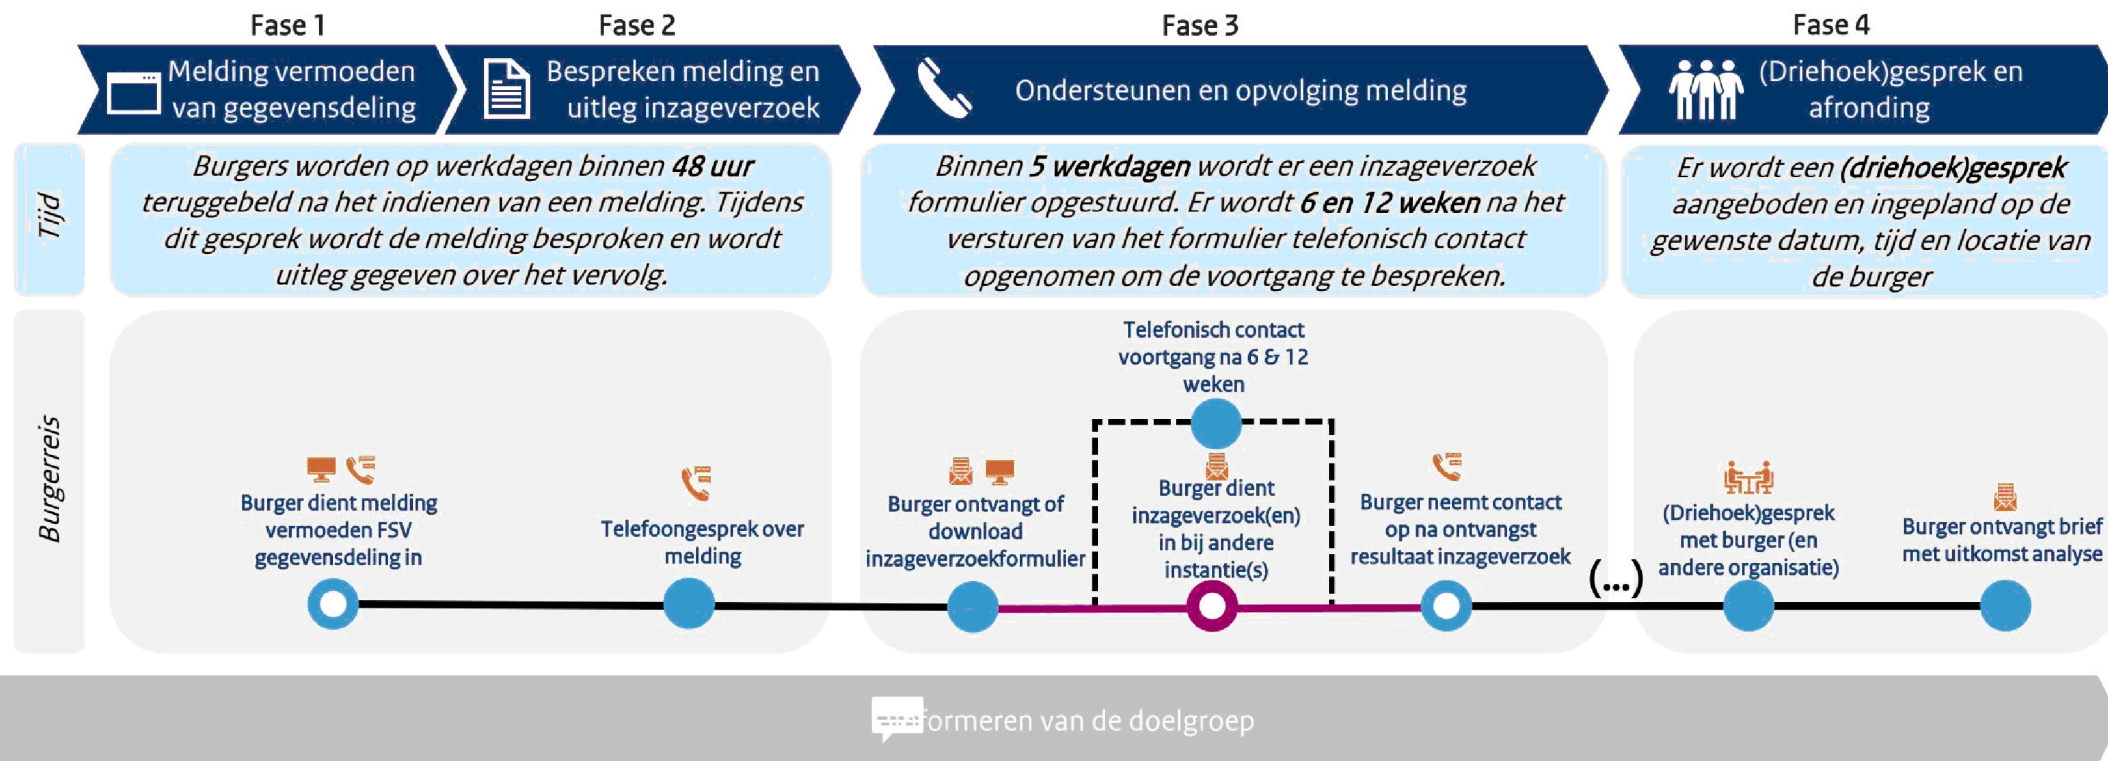 Fase 1
Fase 2
Fase 3
Fase 4
Melding vermoeden
van gegevensdeling
Bespreken melding en
uitleg inzageverzoek
Ondersteunen en opvolging melding
(Driehoek)gesprek en
afronding
Tijd
Burgers worden op werkdagen binnen 48 uur
teruggebeld na het indienen van een melding. Tijdens
dit gesprek wordt de melding besproken en wordt
uitleg gegeven over het vervolg.
Binnen 5 werkdagen wordt er een inzageverzoek
formulier opgestuurd. Er wordt 6 en 12 weken na het
versturen van het formulier telefonisch contact
opgenomen om de voortgang te bespreken.
Er wordt een (driehoek)gesprek
aangeboden en ingepland op de
gewenste datum, tijd en locatie van
de burger
Burgerreis
Burger dient melding
vermoeden FSV
gegevensdeling in
Telefoongesprek over
melding
Burger ontvangt of
download
inzageverzoekformulier
Telefonisch contact
voortgang na 6 & 12
weken
Burger dient
inzageverzoek(en)
in bij andere
instantie(s)
Burger neemt contact
op na ontvangst
resultaat inzageverzoek
(...)
(Driehoek)gesprek
met burger (en
andere organisatie)
Burger ontvangt brief
met uitkomst analyse
formeren van de doelgroep